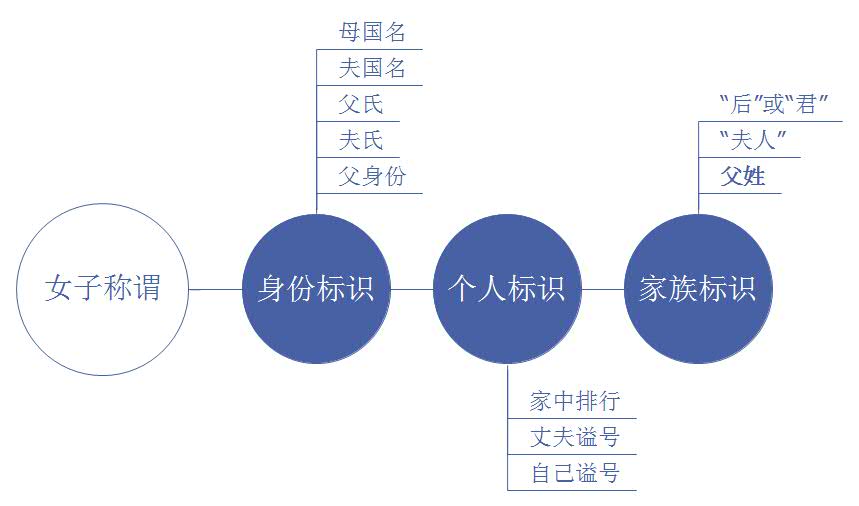 母国名
夫国名
父氏
夫氏
父身份
“后”或“君”
“夫人”
父姓
女子称谓
身份标识
个人标识
家族标识
家中排行
丈夫谥号
自己谥号